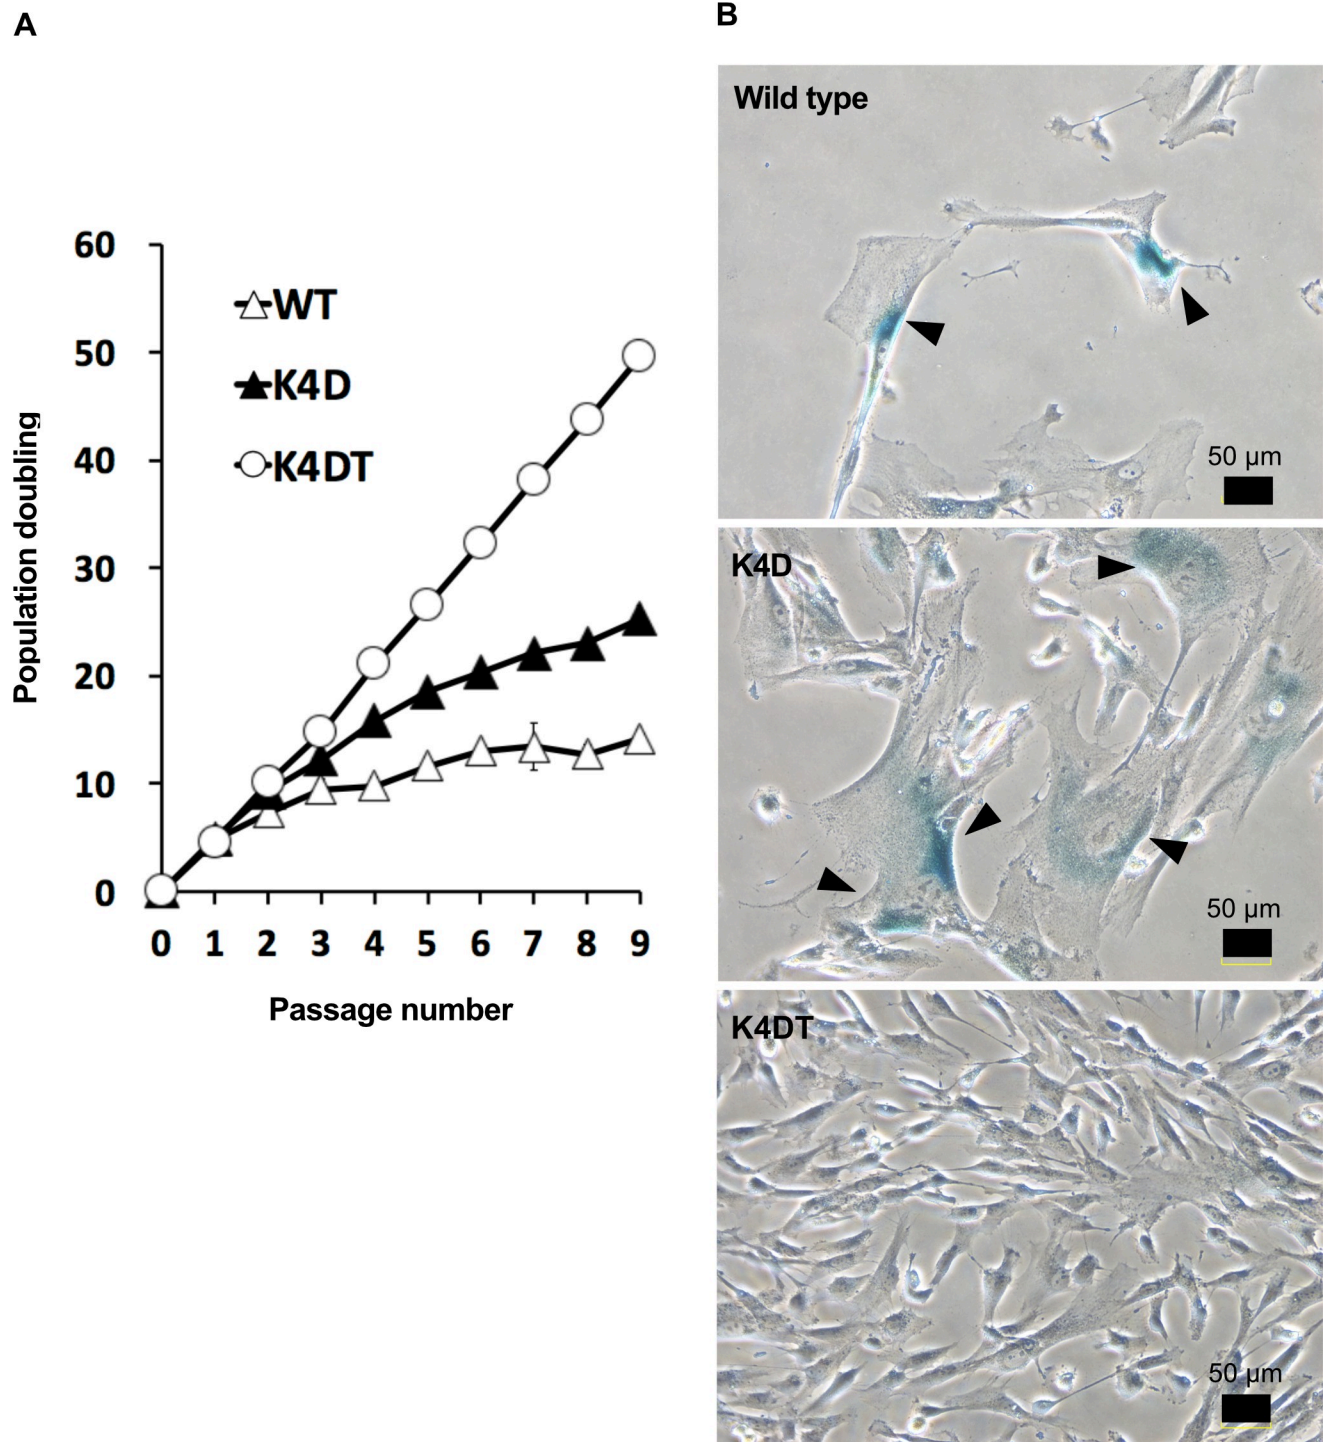 A
60
50
40
30
20
10
0
WT
K4D
K4DT
0 1 2 3 4 5 6 7 8 9
Population doubling
Passage number
B
Wild type
50 μm
K4D
50 μm
K4DT
50 μm